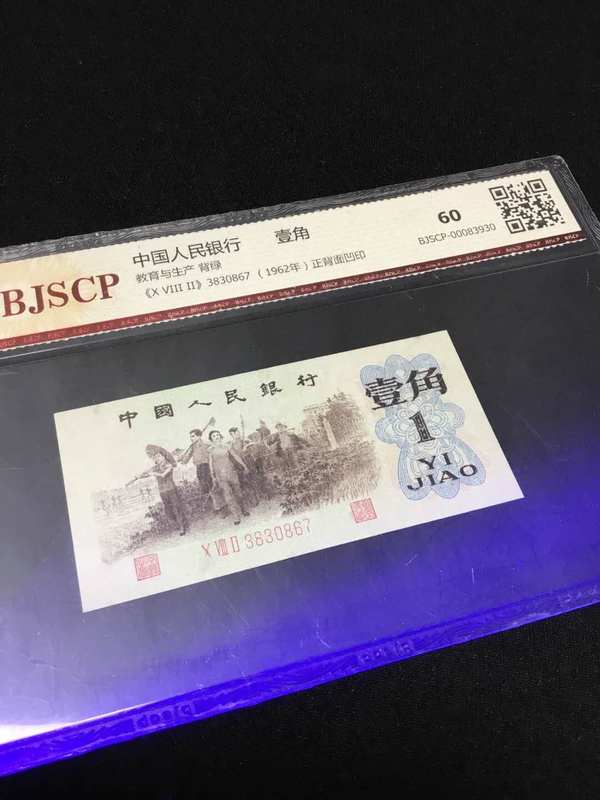 BJSCP
中国人民银行 壹角
教育与生产 背绿
《X VIII II》3830867 （1962年）正背面凹印
60
BJSCP-00083930
中國人民銀行
壹角
1
YI
JIAO
X VIII II 3830867